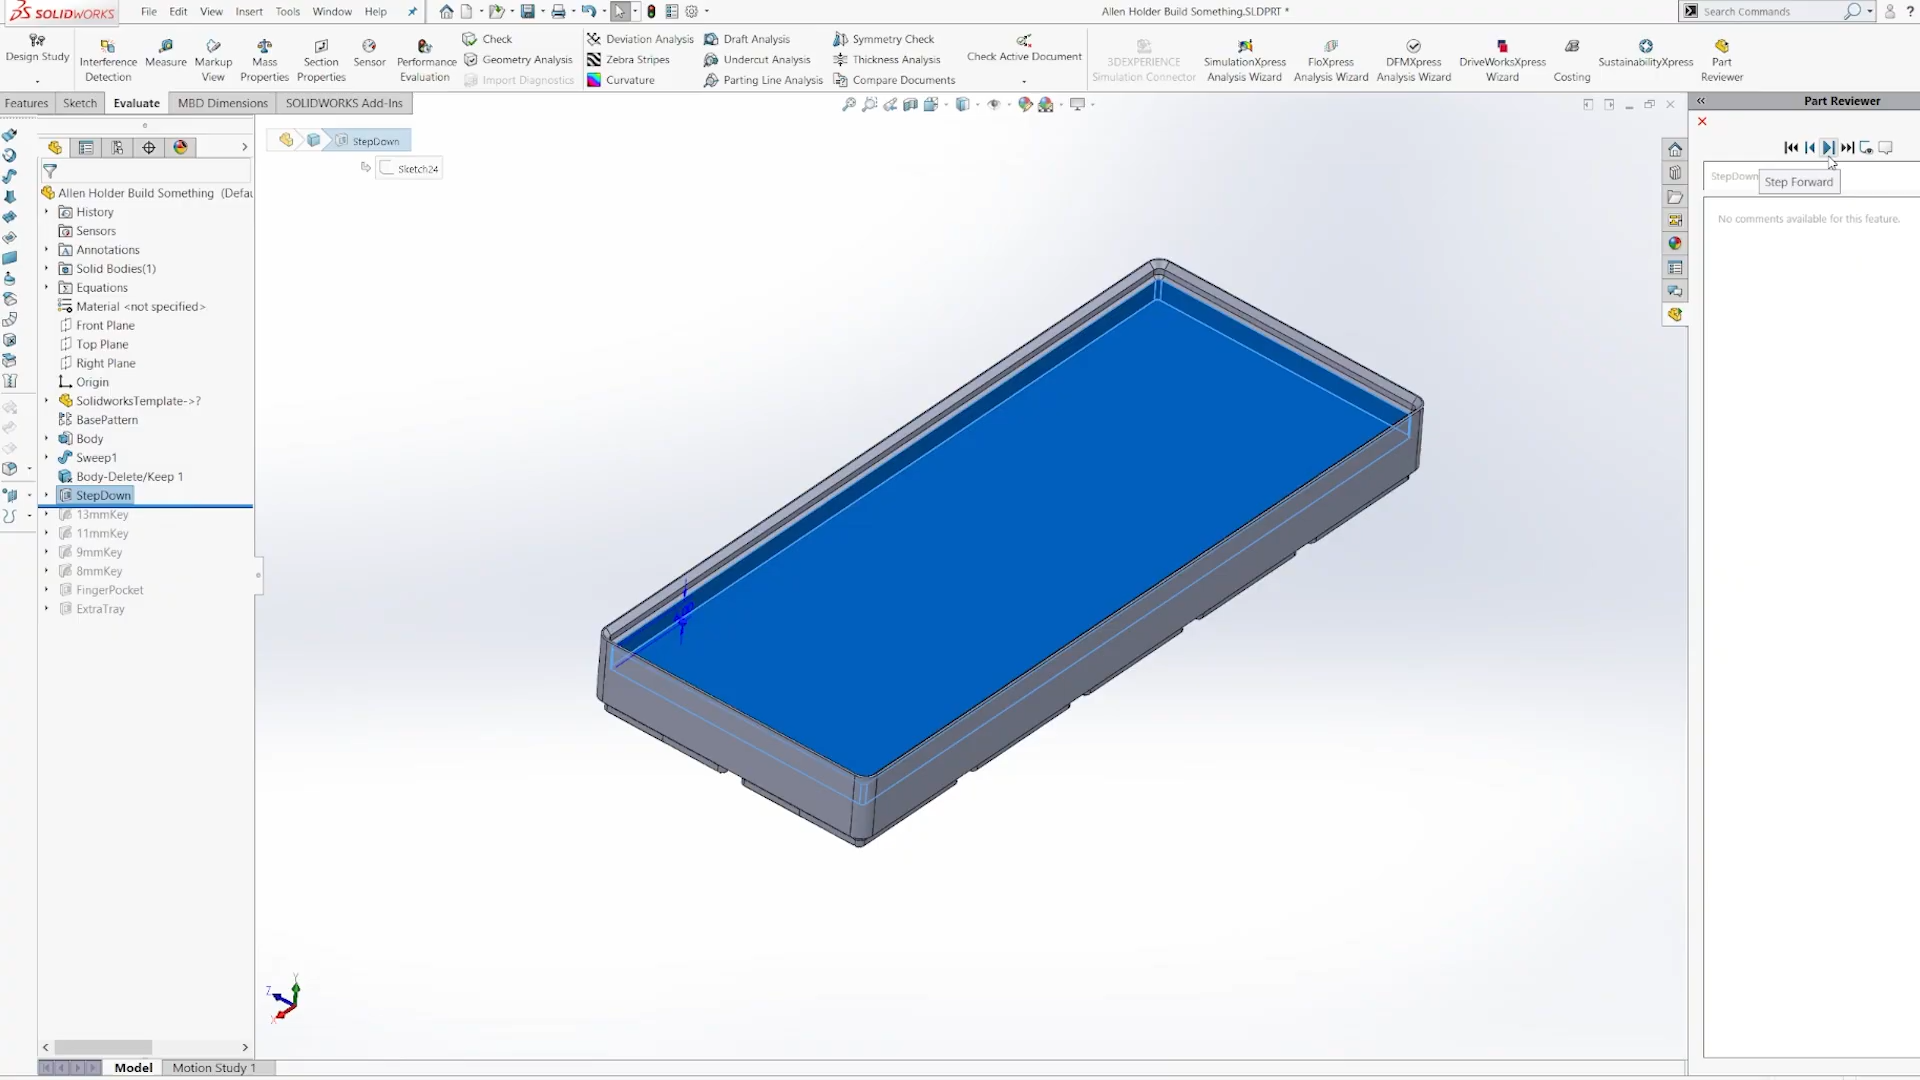 SOLIDWORKS File Edit View Insert Tools Window Help Allen Holder Build Something.SLDPRT * Search Commands ?
Design Study
Interference Detection
Measure
Markup View
Mass Properties
Section Properties
Sensor
Performance Evaluation
Check
Geometry Analysis
Import Diagnostics
Deviation Analysis
Zebra Stripes
Curvature
Draft Analysis
Undercut Analysis
Parting Line Analysis
Symmetry Check
Thickness Analysis
Compare Documents
Check Active Document
3DEXPERIENCE Simulation Connector
SimulationXpress Analysis Wizard
FloXpress Analysis Wizard
DFMXpress Analysis Wizard
DriveWorksXpress Wizard
Costing
SustainabilityXpress
Part Reviewer
Features Sketch Evaluate MBD Dimensions SOLIDWORKS Add-Ins
Part Reviewer
StepDown
Sketch24
StepDown
Step Forward
No comments available for this feature.
Allen Holder Build Something (Defau
History
Sensors
Annotations
Solid Bodies(1)
Equations
Material <not specified>
Front Plane
Top Plane
Right Plane
Origin
SolidworksTemplate->?
BasePattern
Body
Sweep1
Body-Delete/Keep 1
StepDown
13mmKey
11mmKey
9mmKey
8mmKey
FingerPocket
ExtraTray
Y
Z
X
Model Motion Study 1